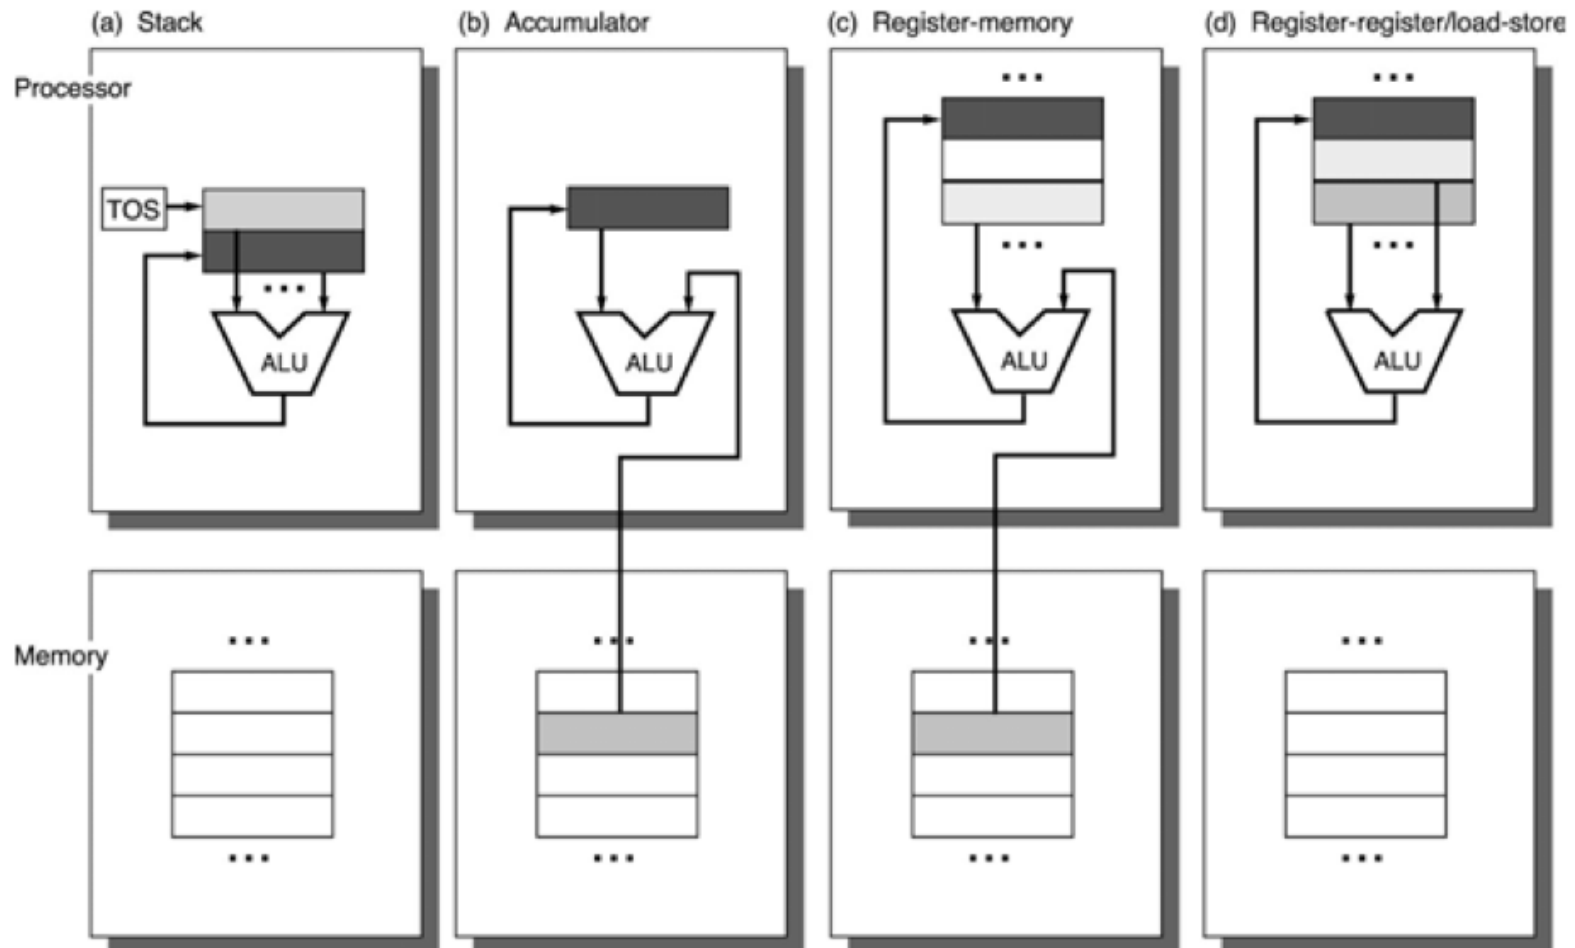 (a) Stack
(b) Accumulator
(c) Register-memory
(d) Register-register/load-store
Processor
...
...
TOS
...
...
...
ALU
ALU
ALU
ALU
Memory
...
...
...
...
...
...
...
...